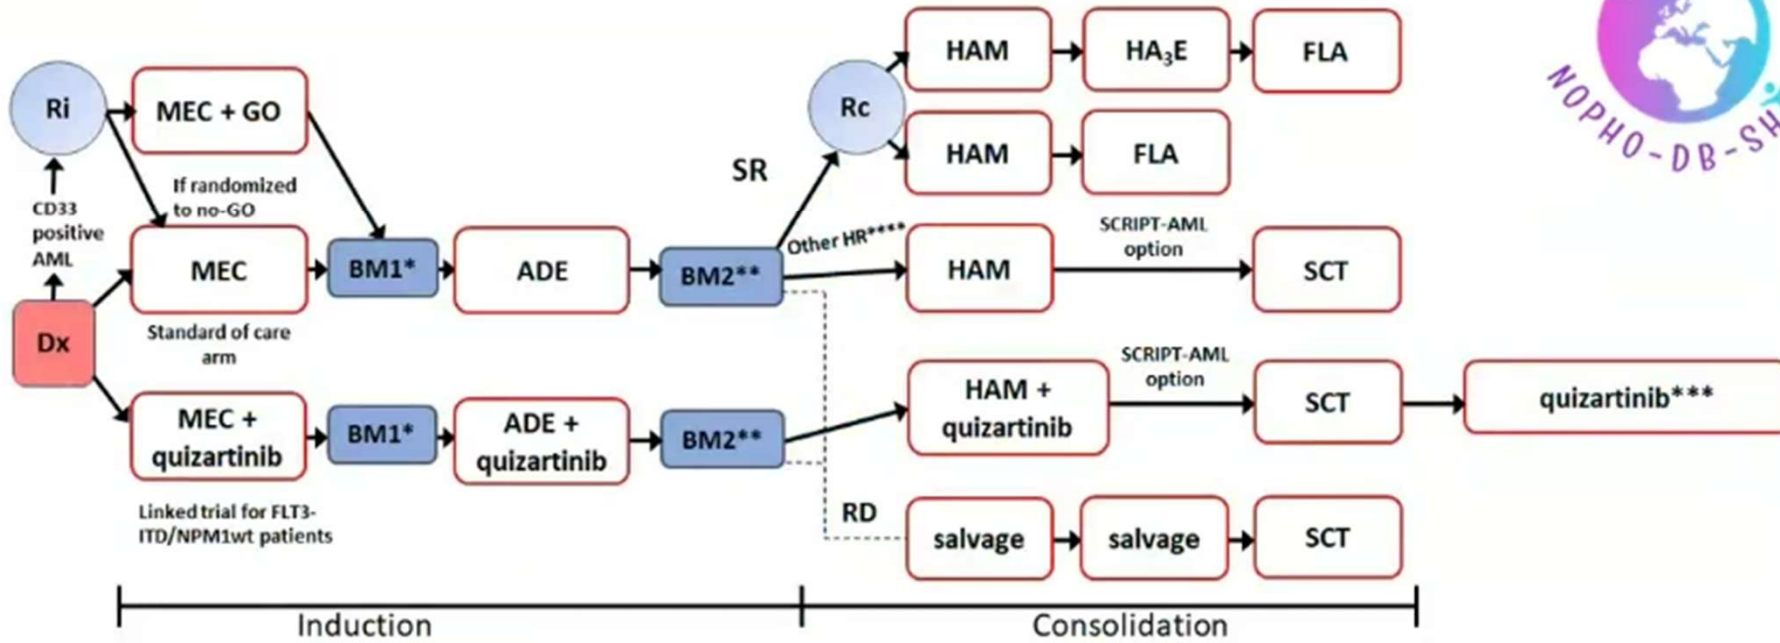 HAM
HA₃E
FLA
Ri
MEC + GO
Rc
NOPHO-DB-SH
HAM
FLA
SR
If randomized
to no-GO
CD33
positive
AML
MEC
BM1*
ADE
BM2**
Other HR****
HAM
SCRIPT-AML
option
SCT
Dx
Standard of care
arm
MEC +
quizartinib
BM1*
ADE +
quizartinib
BM2**
HAM +
quizartinib
SCRIPT-AML
option
SCT
quizartinib***
Linked trial for FLT3-
ITD/NPM1wt patients
RD
salvage
salvage
SCT
Induction
Consolidation